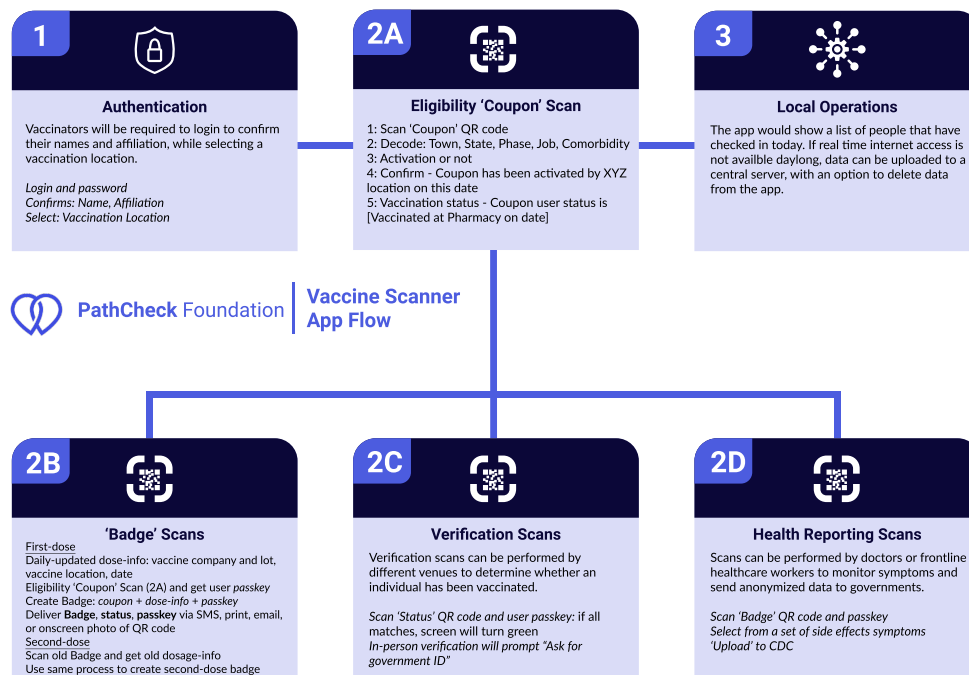 1
Authentication
Vaccinators will be required to login to confirm
their names and affiliation, while selecting a
vaccination location.
Login and password
Confirms: Name, Affiliation
Select: Vaccination Location
2A
Eligibility ‘Coupon’ Scan
1: Scan ‘Coupon’ QR code
2: Decode: Town, State, Phase, Job, Comorbidity
3: Activation or not
4: Confirm - Coupon has been activated by XYZ
location on this date
5: Vaccination status - Coupon user status is
[Vaccinated at Pharmacy on date]
3
Local Operations
The app would show a list of people that have
checked in today. If real time internet access is
not availble daylong, data can be uploaded to a
central server, with an option to delete data
from the app.
PathCheck Foundation
Vaccine Scanner
App Flow
2B
‘Badge’ Scans
First-dose
Daily-updated dose-info: vaccine company and lot,
vaccine location, date
Eligibility ‘Coupon’ Scan (2A) and get user passkey
Create Badge: coupon + dose-info + passkey
Deliver Badge, status, passkey via SMS, print, email,
or onscreen photo of QR code
Second-dose
Scan old Badge and get old dosage-info
Use same process to create second-dose badge
2C
Verification Scans
Verification scans can be performed by
different venues to determine whether an
individual has been vaccinated.
Scan ‘Status’ QR code and user passkey: if all
matches, screen will turn green
In-person verification will prompt “Ask for
government ID”
2D
Health Reporting Scans
Scans can be performed by doctors or frontline
healthcare workers to monitor symptoms and
send anonymized data to governments.
Scan ‘Badge’ QR code and passkey
Select from a set of side effects symptoms
‘Upload’ to CDC